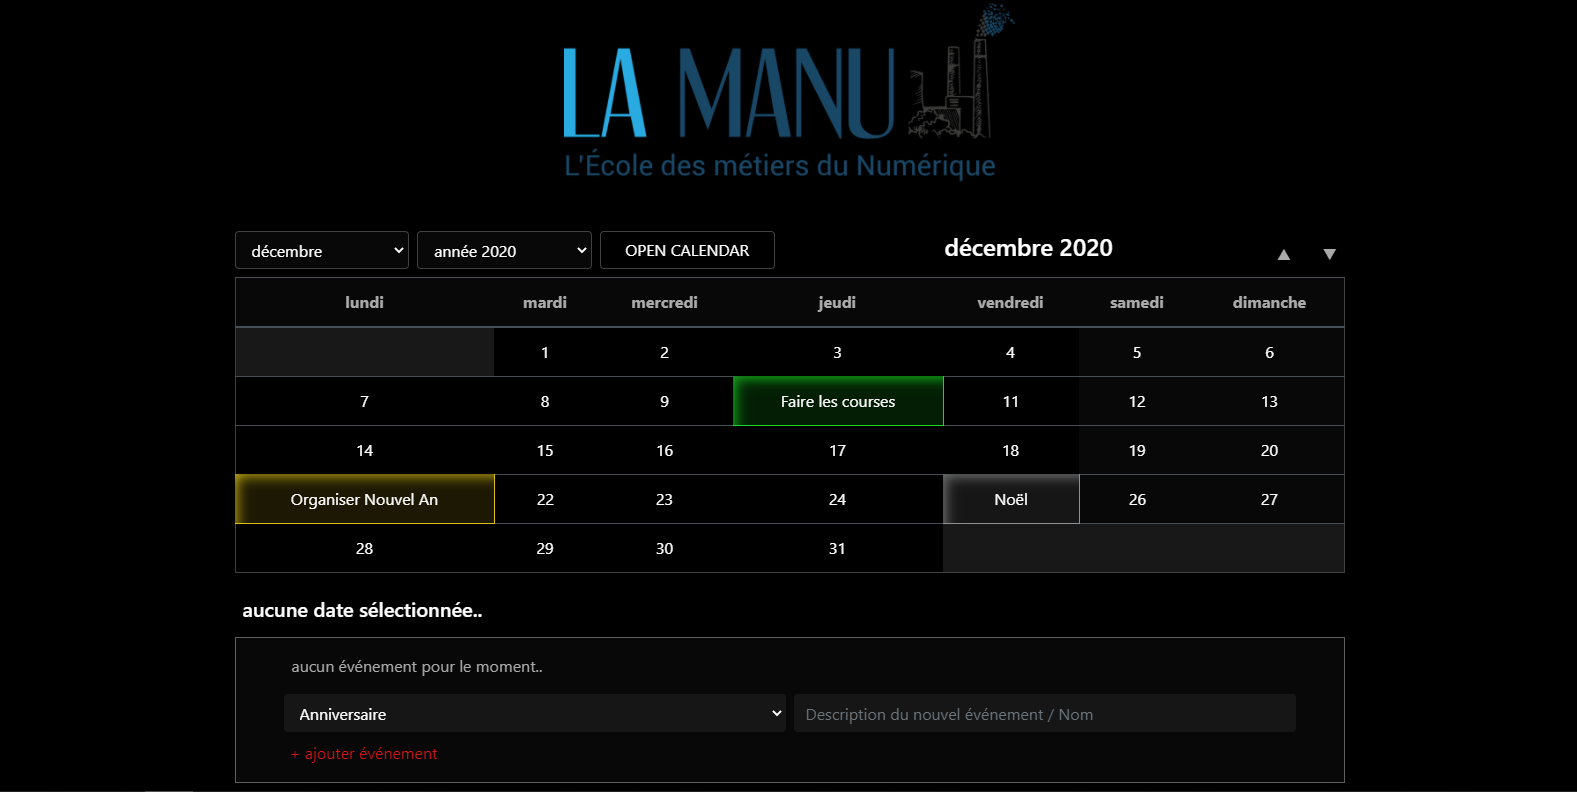 LA MANU
L'École des métiers du Numérique
décembre année 2020 OPEN CALENDAR décembre 2020 ▲ ▼
lundi mardi mercredi jeudi vendredi samedi dimanche
1 2 3 4 5 6
7 8 9 Faire les courses 11 12 13
14 15 16 17 18 19 20
Organiser Nouvel An 22 23 24 Noël 26 27
28 29 30 31
aucune date sélectionnée..
aucun événement pour le moment..
Anniversaire Description du nouvel événement / Nom
+ ajouter événement